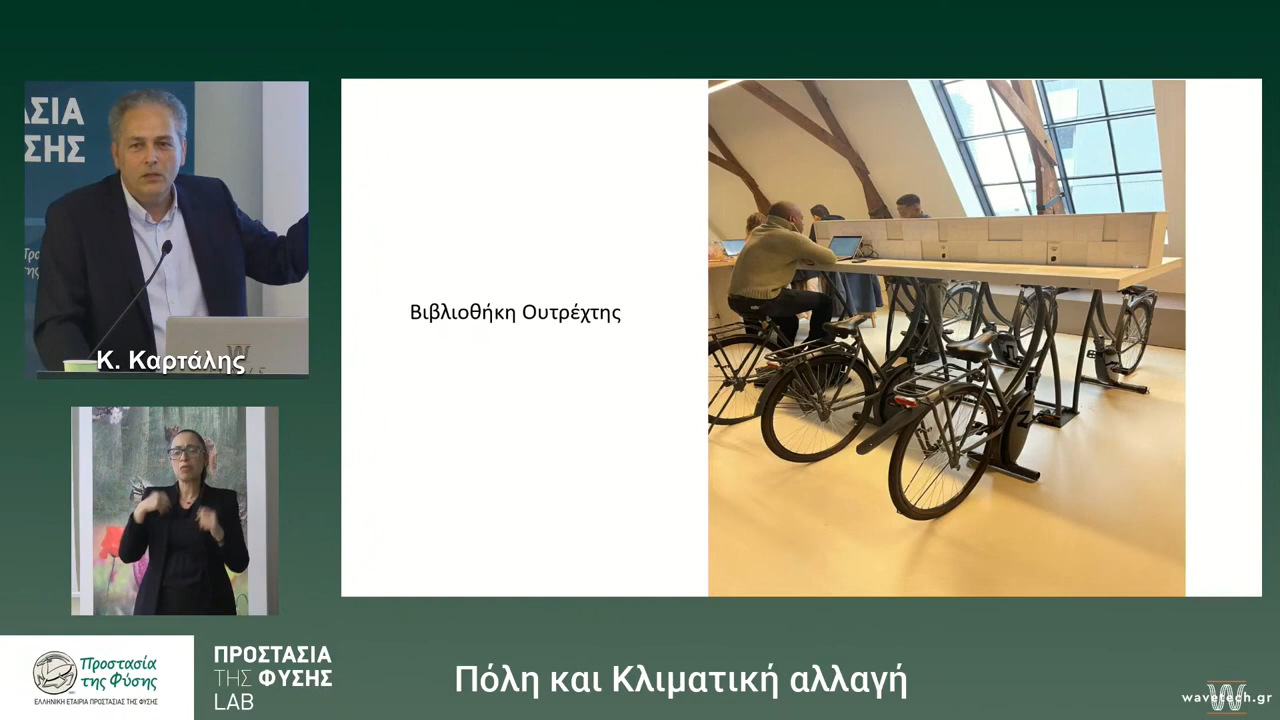 ΑΣΙΑ
ΣΗΣ
Κ. Καρτάλης
Βιβλιοθήκη Ουτρέχτης
Προστασία
της Φύσης
ΕΛΛΗΝΙΚΗ ΕΤΑΙΡΙΑ ΠΡΟΣΤΑΣΙΑΣ ΤΗΣ ΦΥΣΗΣ
ΠΡΟΣΤΑΣΙΑ
ΤΗΣ ΦΥΣΗΣ
LAB
Πόλη και Κλιματική αλλαγή
wavetech.gr